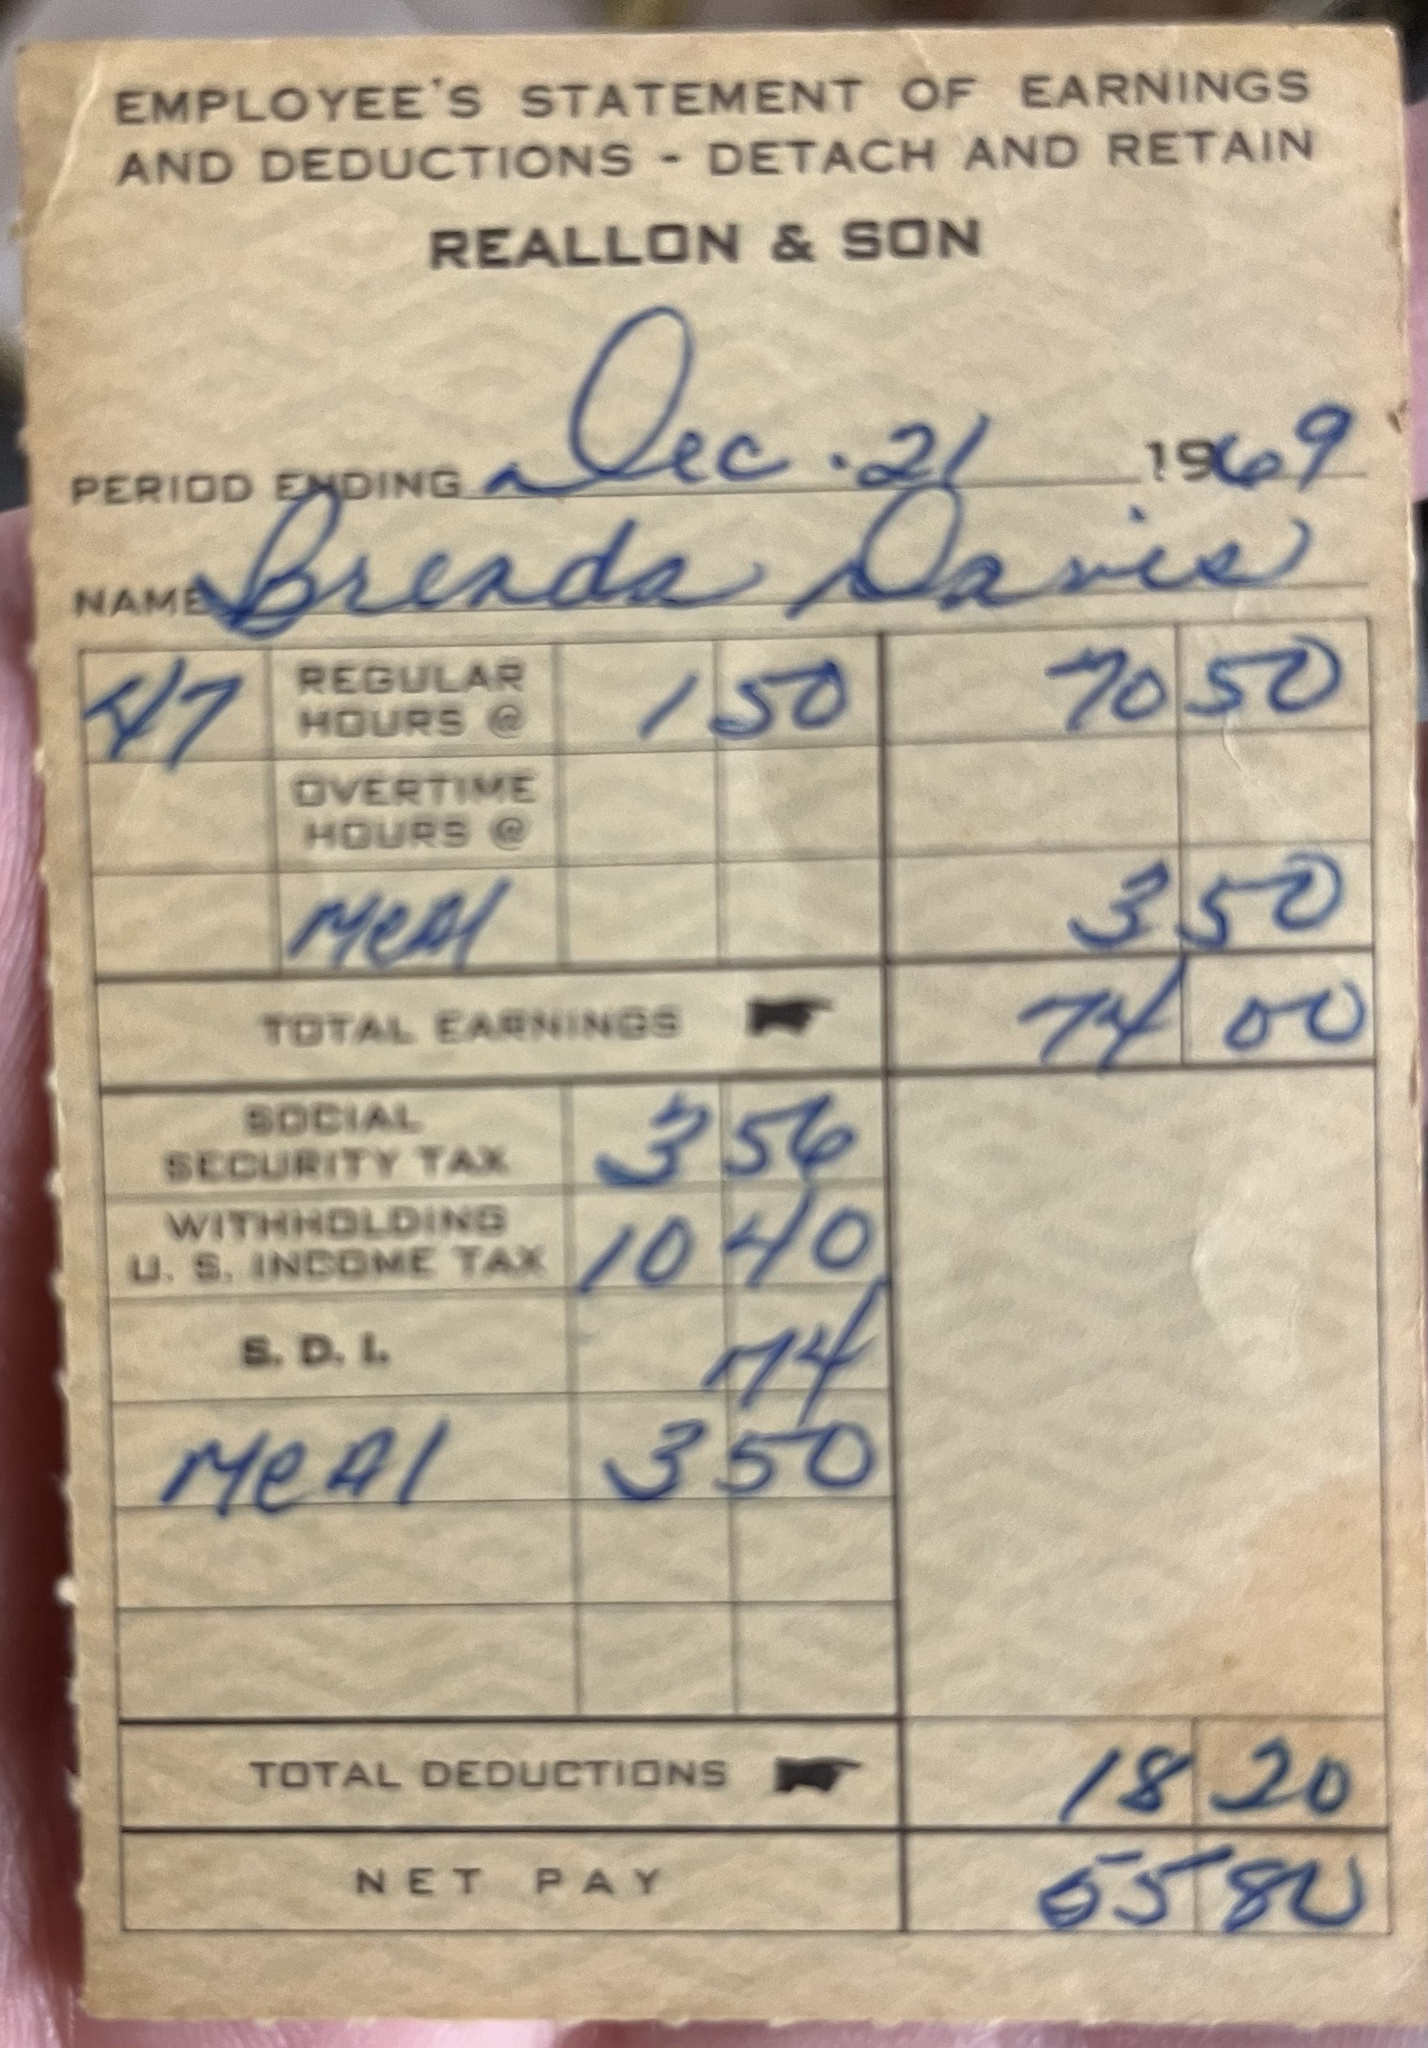 EMPLOYEE'S STATEMENT OF EARNINGS
AND DEDUCTIONS - DETACH AND RETAIN
REALLON & SON
PERIOD ENDING Dec. 21 1969
NAME Brenda Davis
47 REGULAR HOURS @ 1 50 70 50
OVERTIME HOURS @
MeAl 3 50
TOTAL EARNINGS 74 00
SOCIAL SECURITY TAX 3 56
WITHHOLDING U. S. INCOME TAX 10 40
S. D. I. 74
MeAl 3 50
TOTAL DEDUCTIONS 18 20
NET PAY 55 80